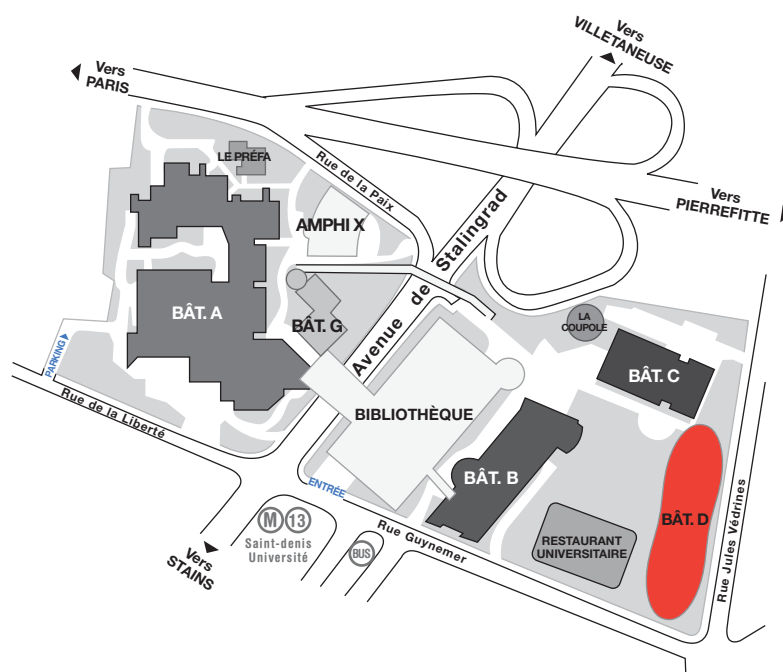 Vers
VILLETANEUSE
Vers
PARIS
LE PRÉFA
Rue de la Paix
Vers
PIERREFITTE
AMPHI X
Avenue de Stalingrad
BÂT. A
BÂT. G
LA
COUPOLE
PARKING
BÂT. C
Rue de la Liberté
BIBLIOTHÈQUE
BÂT. B
ENTRÉE
BÂT. D
M 13
Saint-denis
Université
BUS
Rue Guynemer
RESTAURANT
UNIVERSITAIRE
Rue Jules Védrines
Vers
STAINS